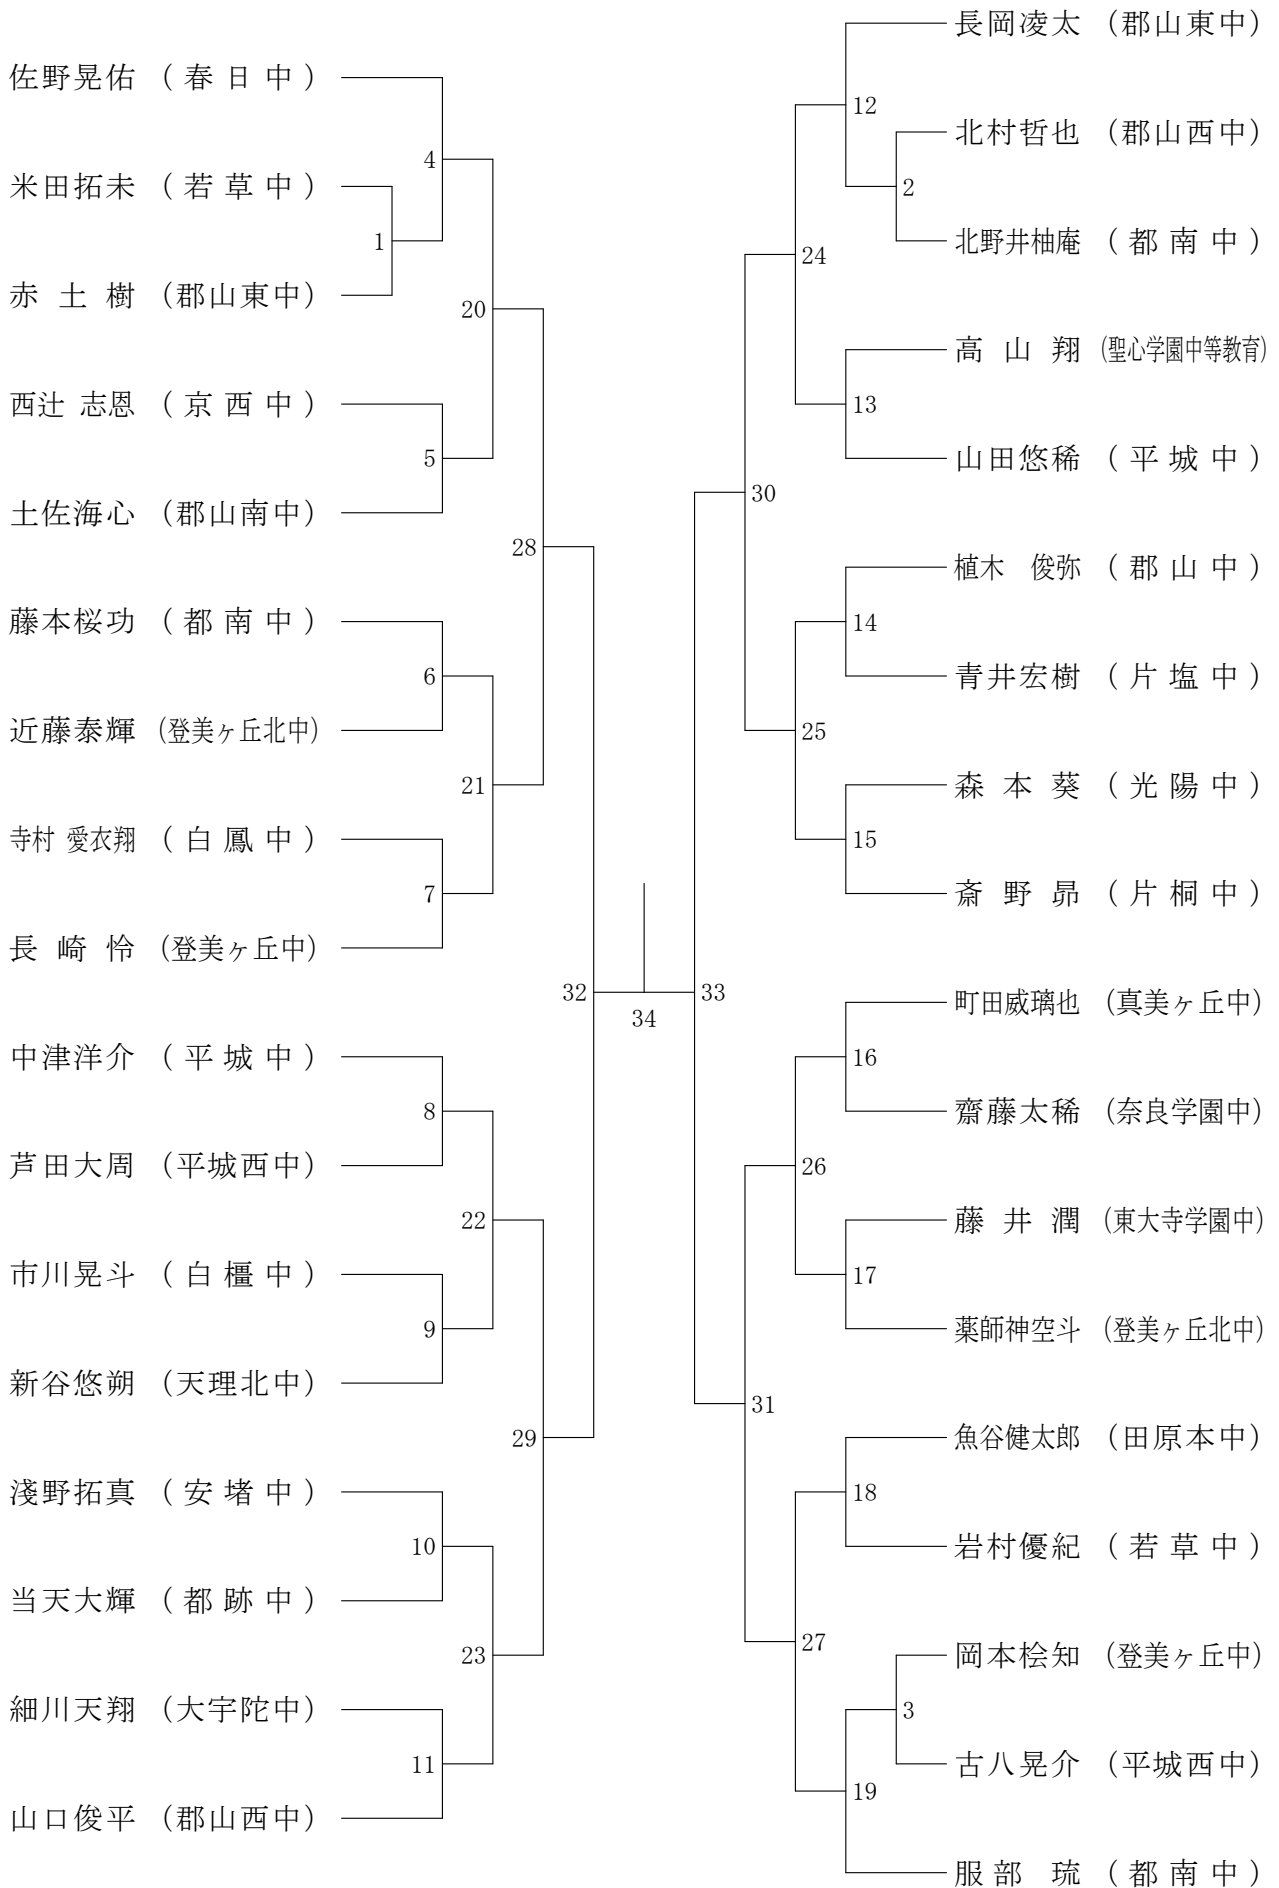 佐野晃佑 (春日中)
4
米田拓未 (若草中)
1
赤土樹 (郡山東中)
20
西辻 志恩 (京西中)
5
土佐海心 (郡山南中)
28
藤本桜功 (都南中)
6
近藤泰輝 (登美ヶ丘北中)
21
寺村 愛衣翔 (白鳳中)
7
長崎怜 (登美ヶ丘中)
32
中津洋介 (平城中)
8
芦田大周 (平城西中)
22
市川晃斗 (白橿中)
9
新谷悠朔 (天理北中)
29
淺野拓真 (安堵中)
10
当天大輝 (都跡中)
23
細川天翔 (大宇陀中)
11
山口俊平 (郡山西中)
34
長岡凌太 (郡山東中)
12
北村哲也 (郡山西中)
2
北野井柚庵 (都南中)
24
高山翔 (聖心学園中等教育)
13
山田悠稀 (平城中)
30
植木 俊弥 (郡山中)
14
青井宏樹 (片塩中)
25
森本葵 (光陽中)
15
斎野昴 (片桐中)
33
町田威璃也 (真美ヶ丘中)
16
齋藤太稀 (奈良学園中)
26
藤井潤 (東大寺学園中)
17
薬師神空斗 (登美ヶ丘北中)
31
魚谷健太郎 (田原本中)
18
岩村優紀 (若草中)
27
岡本桧知 (登美ヶ丘中)
3
古八晃介 (平城西中)
19
服部琉 (都南中)